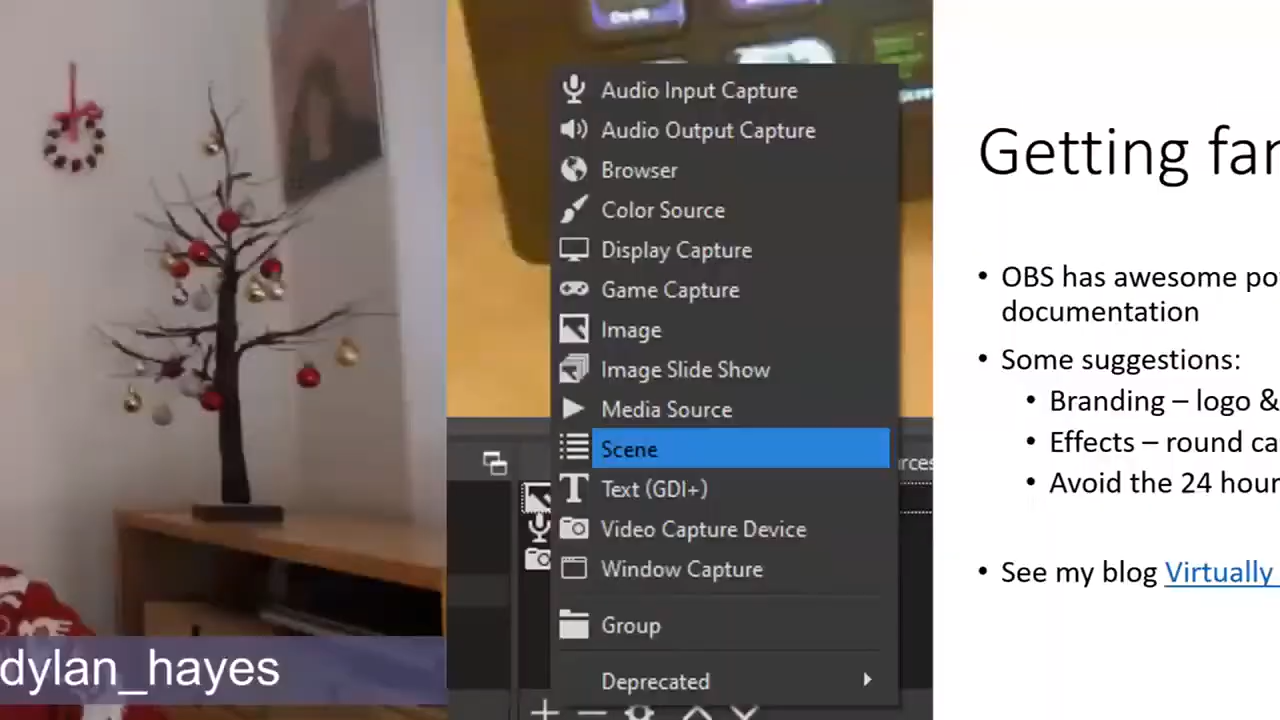 dylan_hayes
Audio Input Capture
Audio Output Capture
Browser
Color Source
Display Capture
Game Capture
Image
Image Slide Show
Media Source
Scene
Text (GDI+)
Video Capture Device
Window Capture
Group
Deprecated
rces
Getting fa
• OBS has awesome po
documentation
• Some suggestions:
• Branding – logo &
• Effects – round ca
• Avoid the 24 hour
• See my blog Virtually